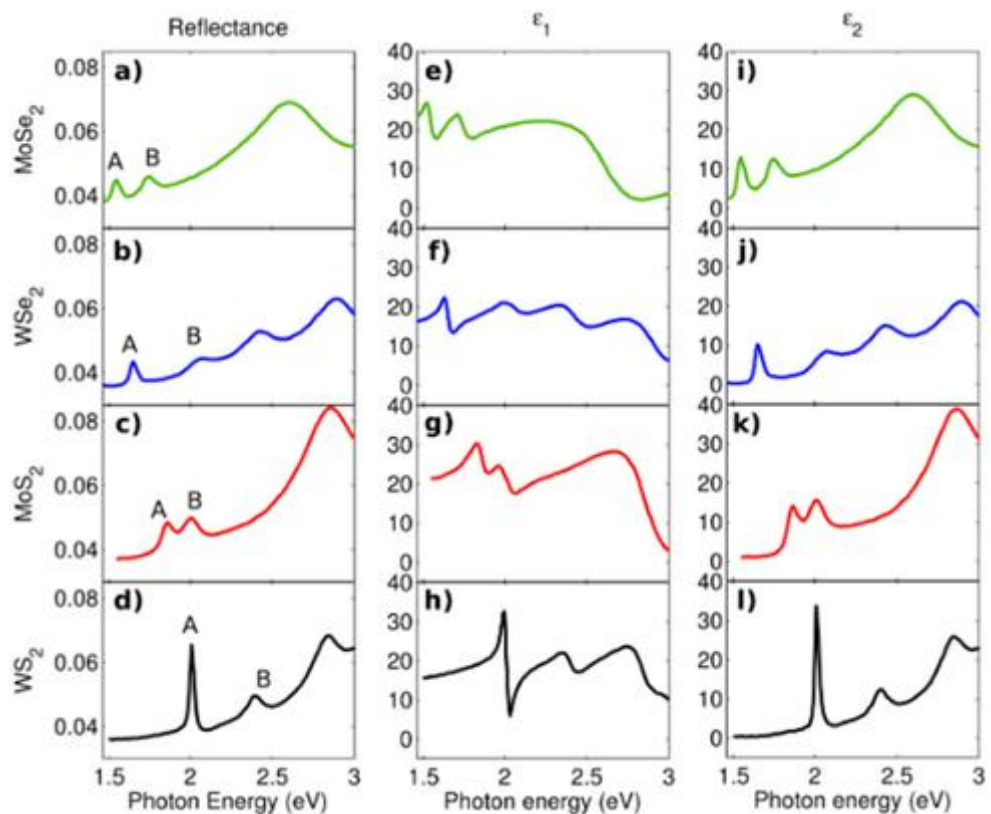 Reflectance ε₁ ε₂
0.08 a) 40 e) 40 i)
MoSe₂ 0.06 30 30
A B 20 20
0.04 10 10
0 0
0.08 b) 40 f) 40 j)
WSe₂ 0.06 30 30
A B 20 20
0.04 10 10
0 0
0.08 c) 40 g) 40 k)
MoS₂ 0.06 30 30
A B 20 20
0.04 10 10
0 0
0.08 d) 40 h) 40 l)
WS₂ 0.06 A 30 30
B 20 20
0.04 10 10
0 0
1.5 2 2.5 3 1.5 2 2.5 3 1.5 2 2.5 3
Photon Energy (eV) Photon energy (eV) Photon energy (eV)